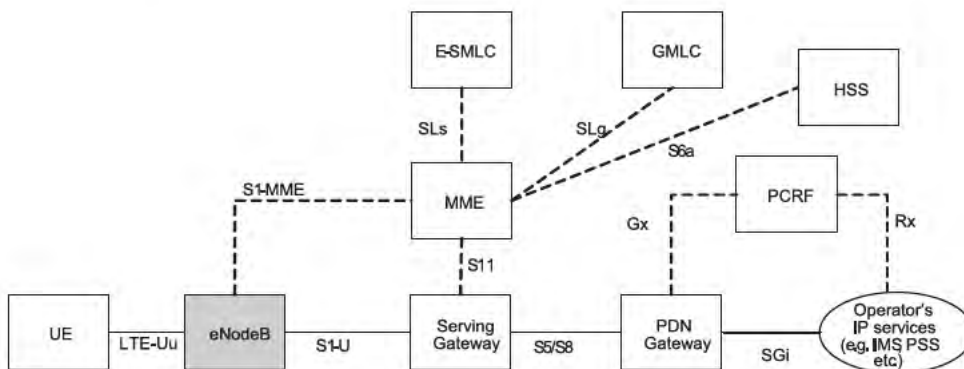 E-SMLC
GMLC
HSS
SLs
SLg
S6a
S1-MME
MME
PCRF
Gx
Rx
S11
UE
LTE-Uu
eNodeB
S1-U
Serving
Gateway
S5/S8
PDN
Gateway
SGi
Operator's
IP services
(e.g. IMS PSS
etc.)